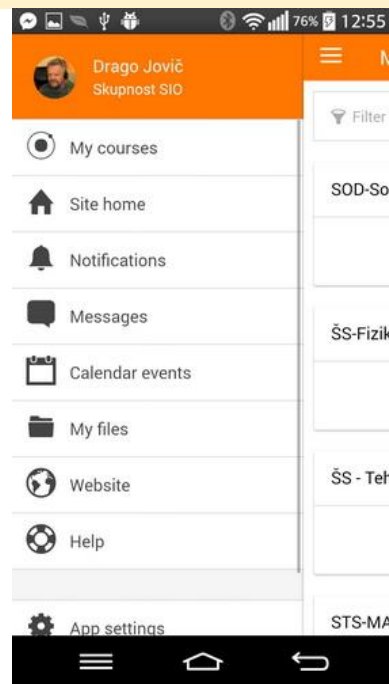 76% 12:55
Drago Jovič
Skupnost SIO
My courses
Site home
Notifications
Messages
Calendar events
My files
Website
Help
App settings
M
Filter
SOD-So
ŠS-Fizik
ŠS - Teh
STS-MA